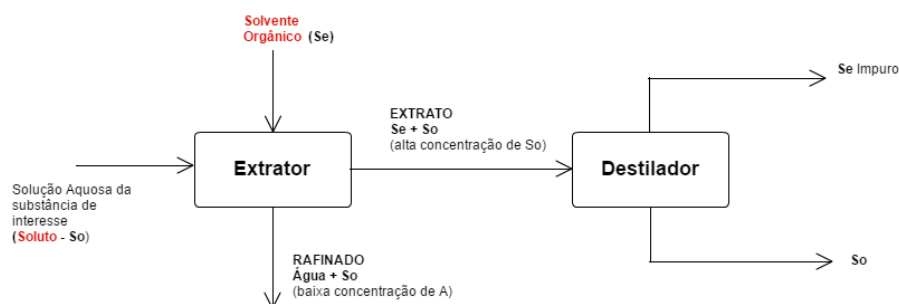 Solvente
Orgânico (Se)
Se Impuro
EXTRATO
Se + So
(alta concentração de So)
Extrator
Destilador
Solução Aquosa da
substância de
interesse
(Soluto - So)
RAFINADO
Água + So
(baixa concentração de A)
So